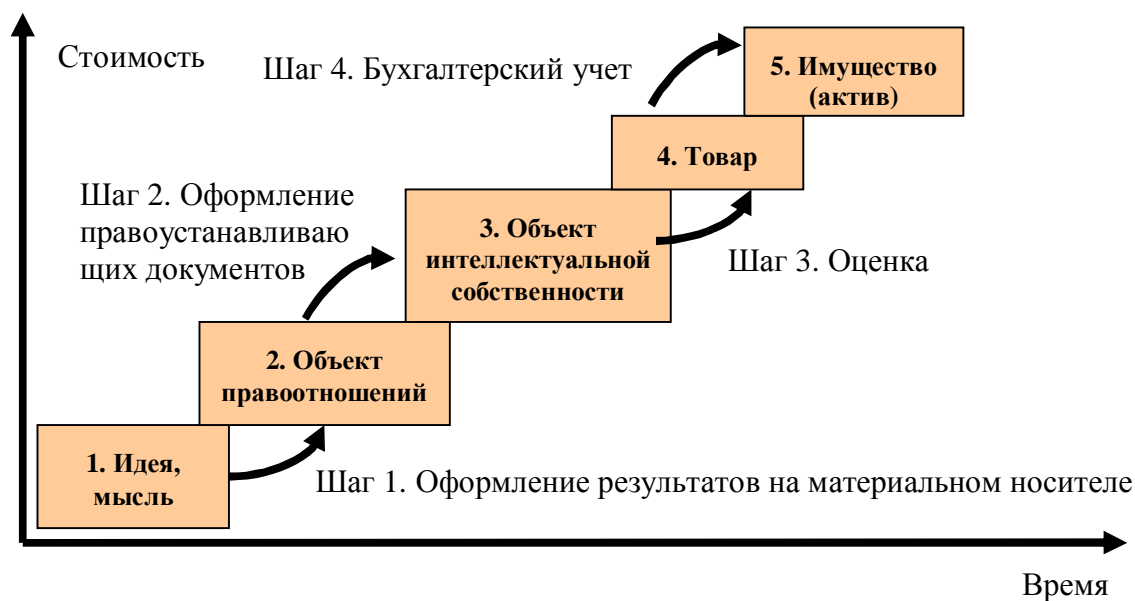 Стоимость
Шаг 4. Бухгалтерский учет
5. Имущество
(актив)
4. Товар
Шаг 2. Оформление
правоустанавливаю
щих документов
3. Объект
интеллектуальной
собственности
Шаг 3. Оценка
2. Объект
правоотношений
1. Идея,
мысль
Шаг 1. Оформление результатов на материальном носителе
Время